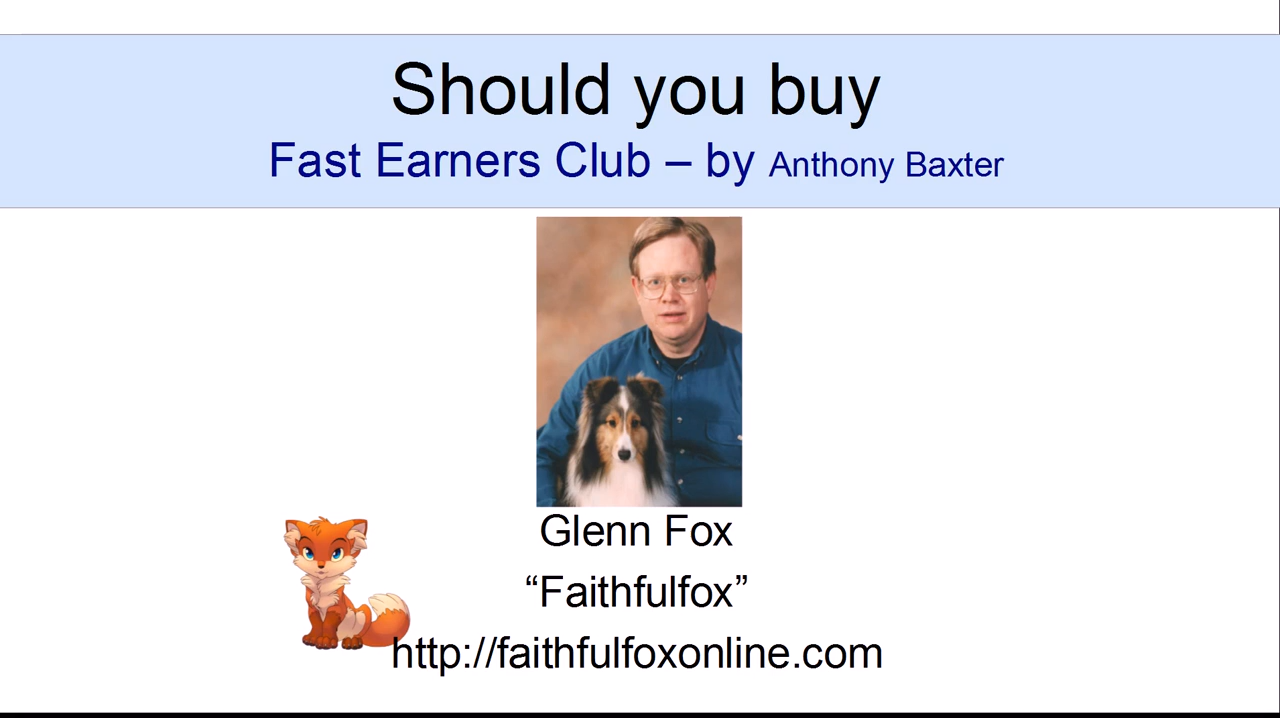 Should you buy
Fast Earners Club – by Anthony Baxter
Glenn Fox
“Faithfulfox”
http://faithfulfoxonline.com